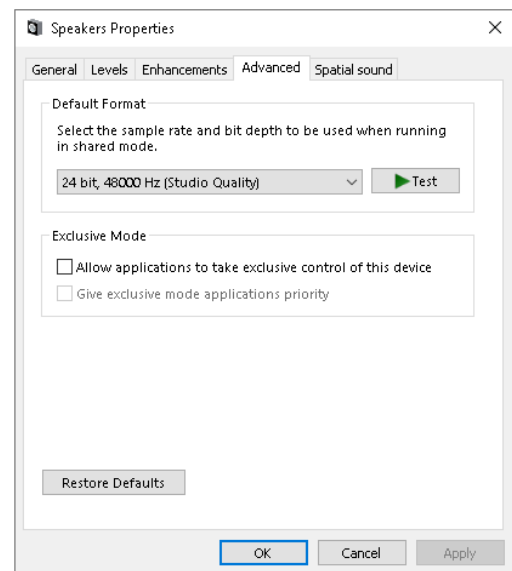 Speakers Properties
General Levels Enhancements Advanced Spatial sound
Default Format
Select the sample rate and bit depth to be used when running
in shared mode.
24 bit, 48000 Hz (Studio Quality)
Test
Exclusive Mode
Allow applications to take exclusive control of this device
Give exclusive mode applications priority
Restore Defaults
OK Cancel Apply